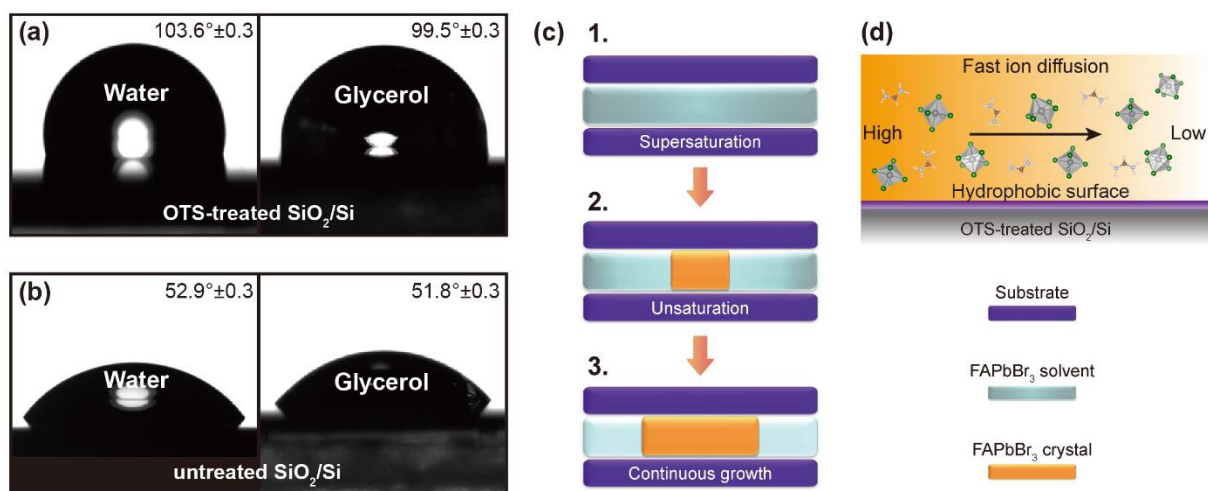 (a)
103.6°±0.3
99.5°±0.3
Water
Glycerol
OTS-treated SiO₂/Si
(b)
52.9°±0.3
51.8°±0.3
Water
Glycerol
untreated SiO₂/Si
(c)
1.
Supersaturation
2.
Unsaturation
3.
Continuous growth
(d)
Fast ion diffusion
High
Low
Hydrophobic surface
OTS-treated SiO₂/Si
Substrate
FAPbBr₃ solvent
FAPbBr₃ crystal